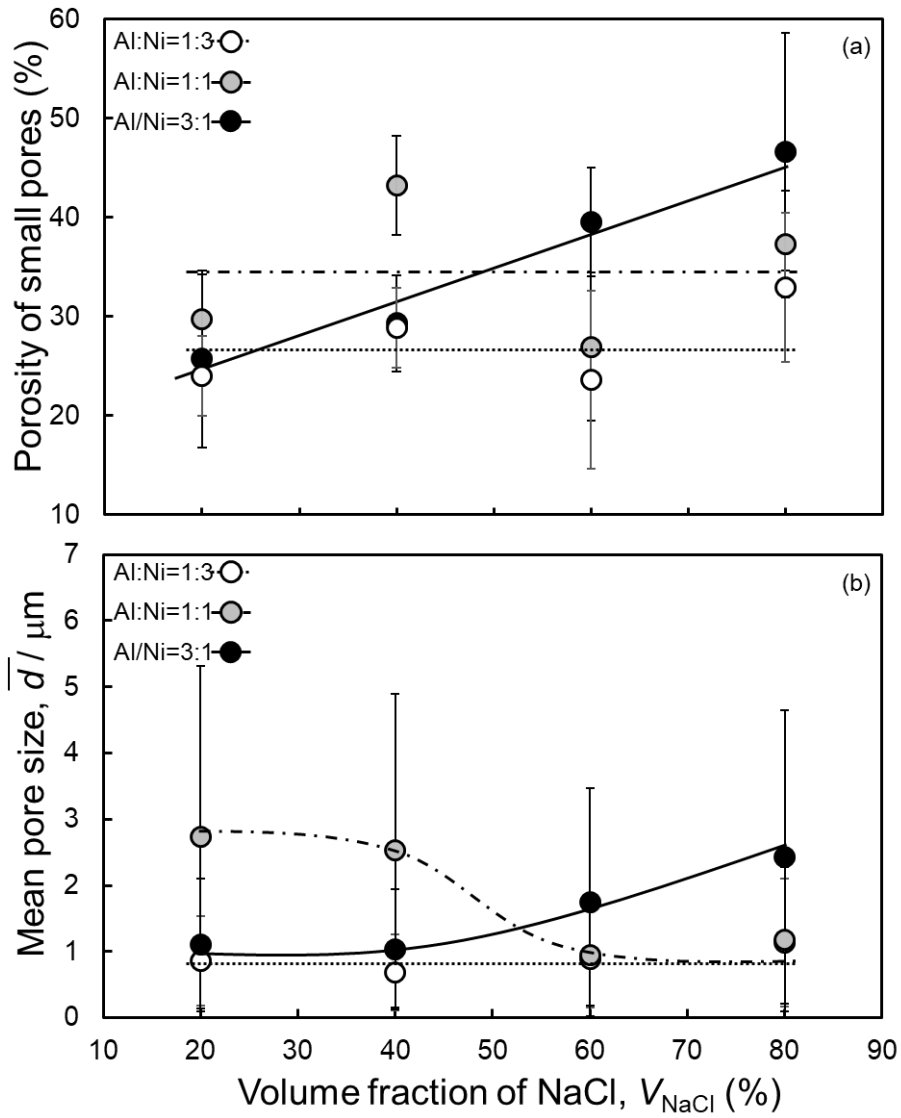 60
50
40
30
20
10
Porosity of small pores (%)
Al:Ni=1:3
Al:Ni=1:1
Al/Ni=3:1
(a)
7
6
5
4
3
2
1
0
Mean pore size, d̅ / μm
Al:Ni=1:3
Al:Ni=1:1
Al/Ni=3:1
(b)
10 20 30 40 50 60 70 80 90
Volume fraction of NaCl, V_NaCl (%)